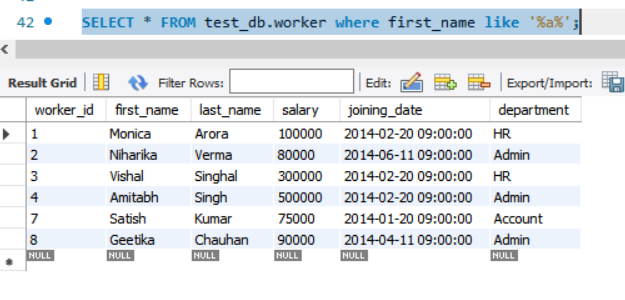 42 SELECT * FROM test_db.worker where first_name like '%a%';
Result Grid Filter Rows: Edit: Export/Import:
worker_id first_name last_name salary joining_date department
1 Monica Arora 100000 2014-02-20 09:00:00 HR
2 Niharika Verma 80000 2014-06-11 09:00:00 Admin
3 Vishal Singhal 300000 2014-02-20 09:00:00 HR
4 Amitabh Singh 500000 2014-02-20 09:00:00 Admin
7 Satish Kumar 75000 2014-01-20 09:00:00 Account
8 Geetika Chauhan 90000 2014-04-11 09:00:00 Admin
NULL NULL NULL NULL NULL NULL